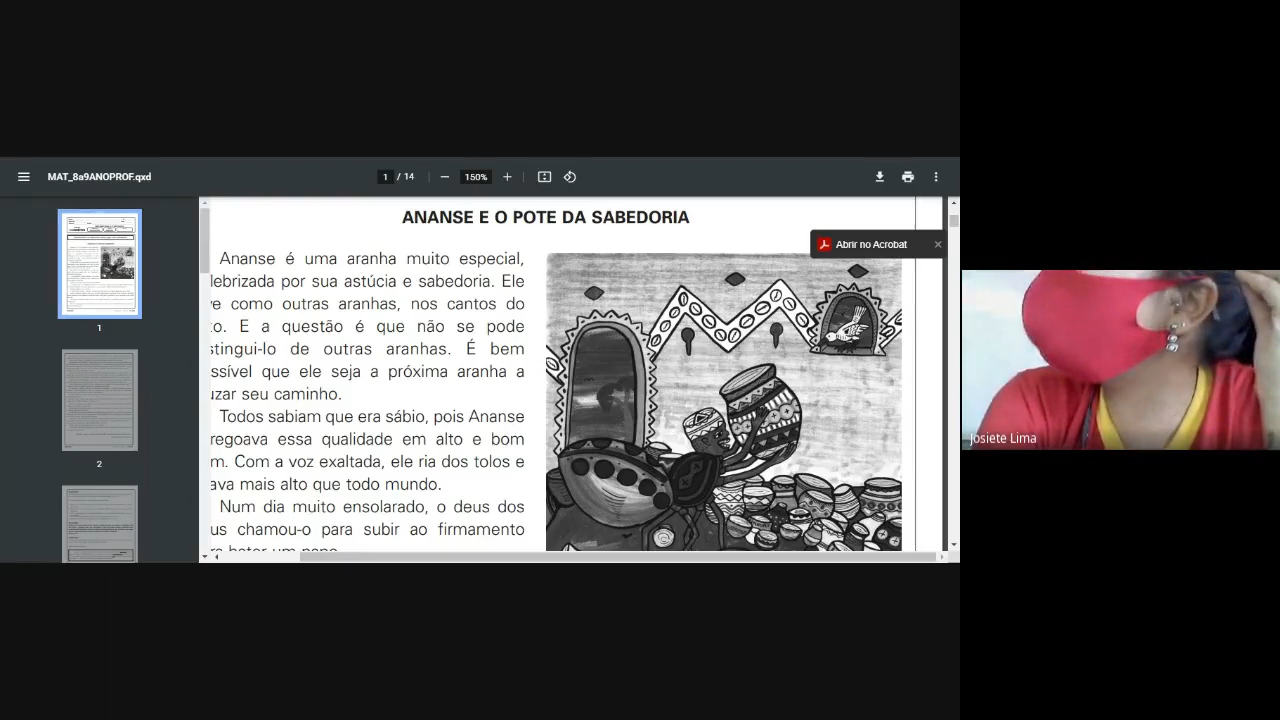 MAT_8a9ANOPROF.qxd
1 / 14
150%
ANANSE E O POTE DA SABEDORIA
Abrir no Acrobat
Ananse é uma aranha muito especial,
lebrizada por sua astúcia e sabedoria. Ele
ve como outras aranhas, nos cantos do
to. E a questão é que não se pode
stingui-lo de outras aranhas. É bem
ssível que ele seja a próxima aranha a
uzar seu caminho.
Todos sabiam que era sábio, pois Ananse
regoava essa qualidade em alto e bom
m. Com a voz exaltada, ele ria dos tolos e
ava mais alto que todo mundo.
Num dia muito ensolarado, o deus dos
us chamou-o para subir ao firmamento
1
2
Josiete Lima